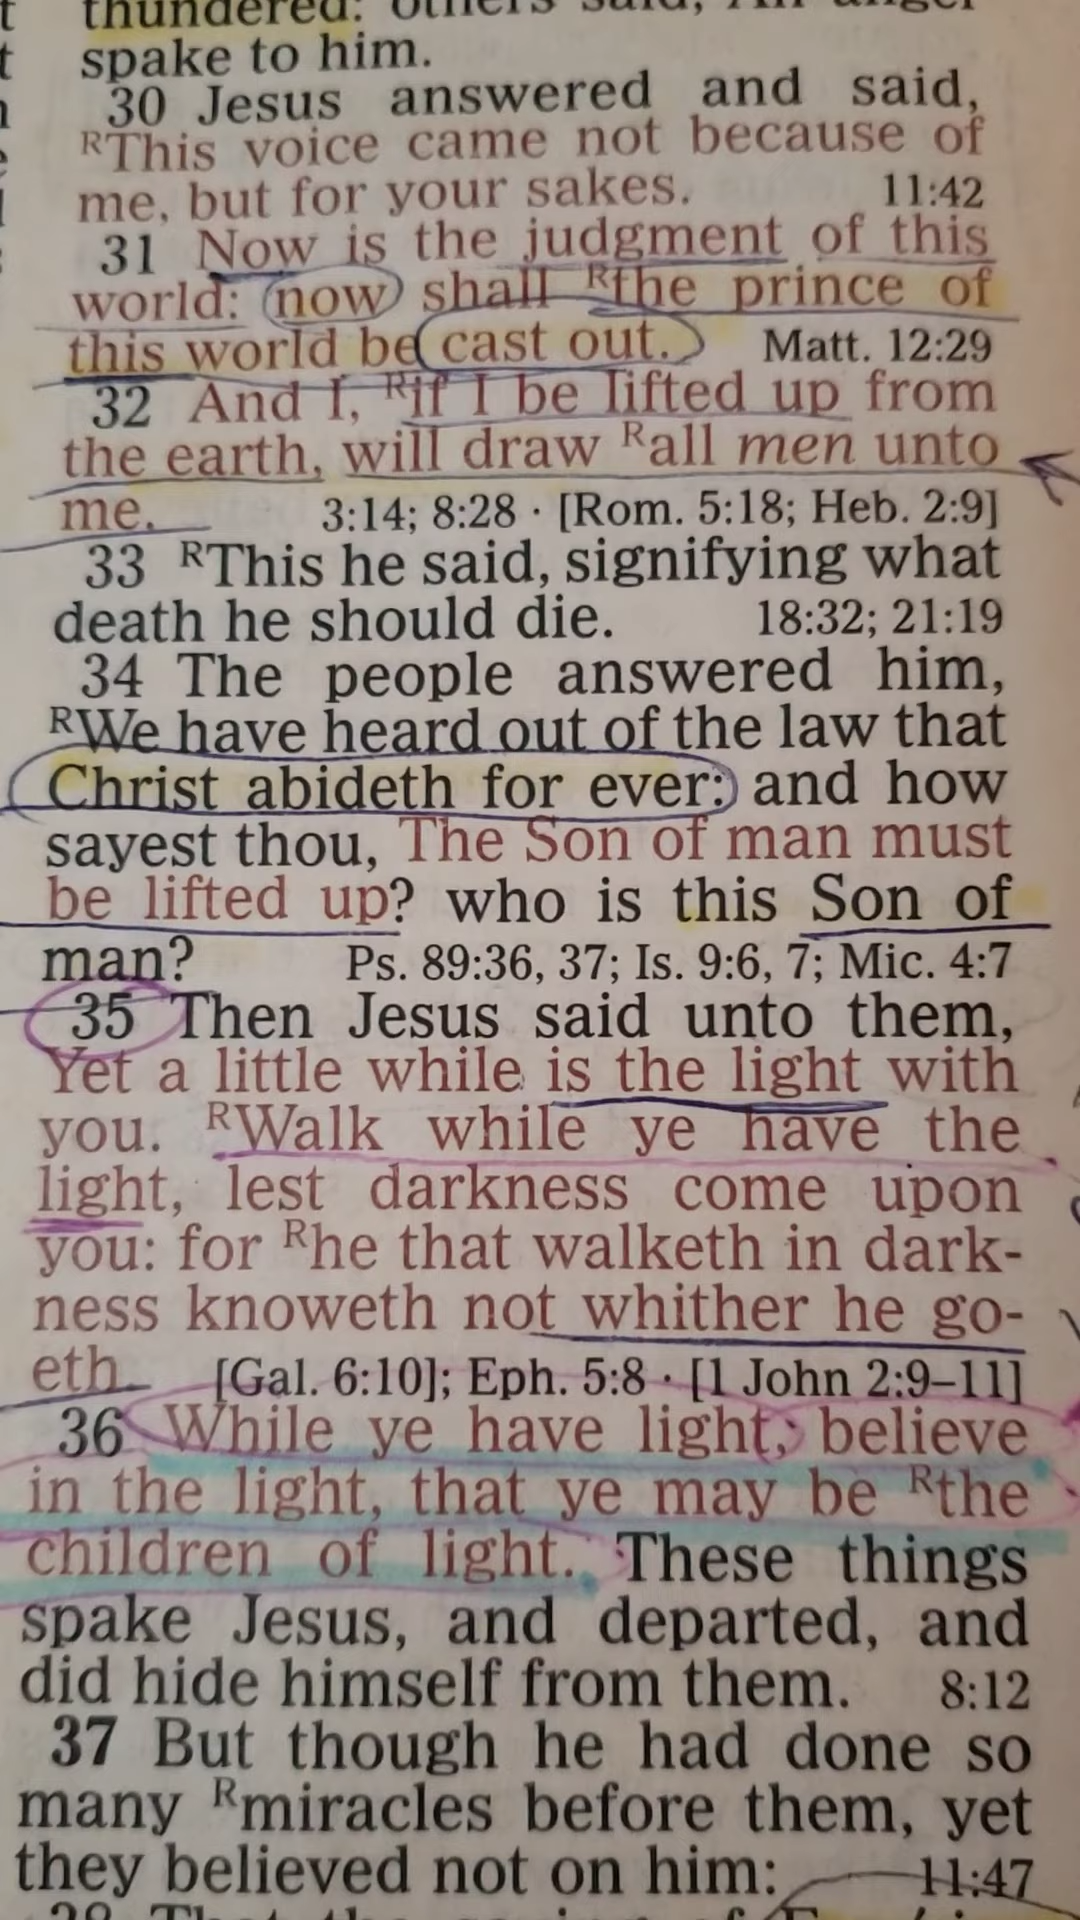 thundered: others said, An angel
spake to him.
30 Jesus answered and said,
RThis voice came not because of
me, but for your sakes. 11:42
31 Now is the judgment of this
world: now shall Rthe prince of
this world be cast out. Matt. 12:29
32 And I, Rif I be lifted up from
the earth, will draw Rall men unto
me. 3:14; 8:28 · [Rom. 5:18; Heb. 2:9]
33 RThis he said, signifying what
death he should die. 18:32; 21:19
34 The people answered him,
RWe have heard out of the law that
Christ abideth for ever: and how
sayest thou, The Son of man must
be lifted up? who is this Son of
man? Ps. 89:36, 37; Is. 9:6, 7; Mic. 4:7
35 Then Jesus said unto them,
Yet a little while is the light with
you. RWalk while ye have the
light, lest darkness come upon
you: for Rhe that walketh in dark-
ness knoweth not whither he go-
eth. [Gal. 6:10]; Eph. 5:8 · [1 John 2:9–11]
36 While ye have light, believe
in the light, that ye may be Rthe
children of light. These things
spake Jesus, and departed, and
did hide himself from them. 8:12
37 But though he had done so
many Rmiracles before them, yet
they believed not on him: 11:47
38 That the saying of